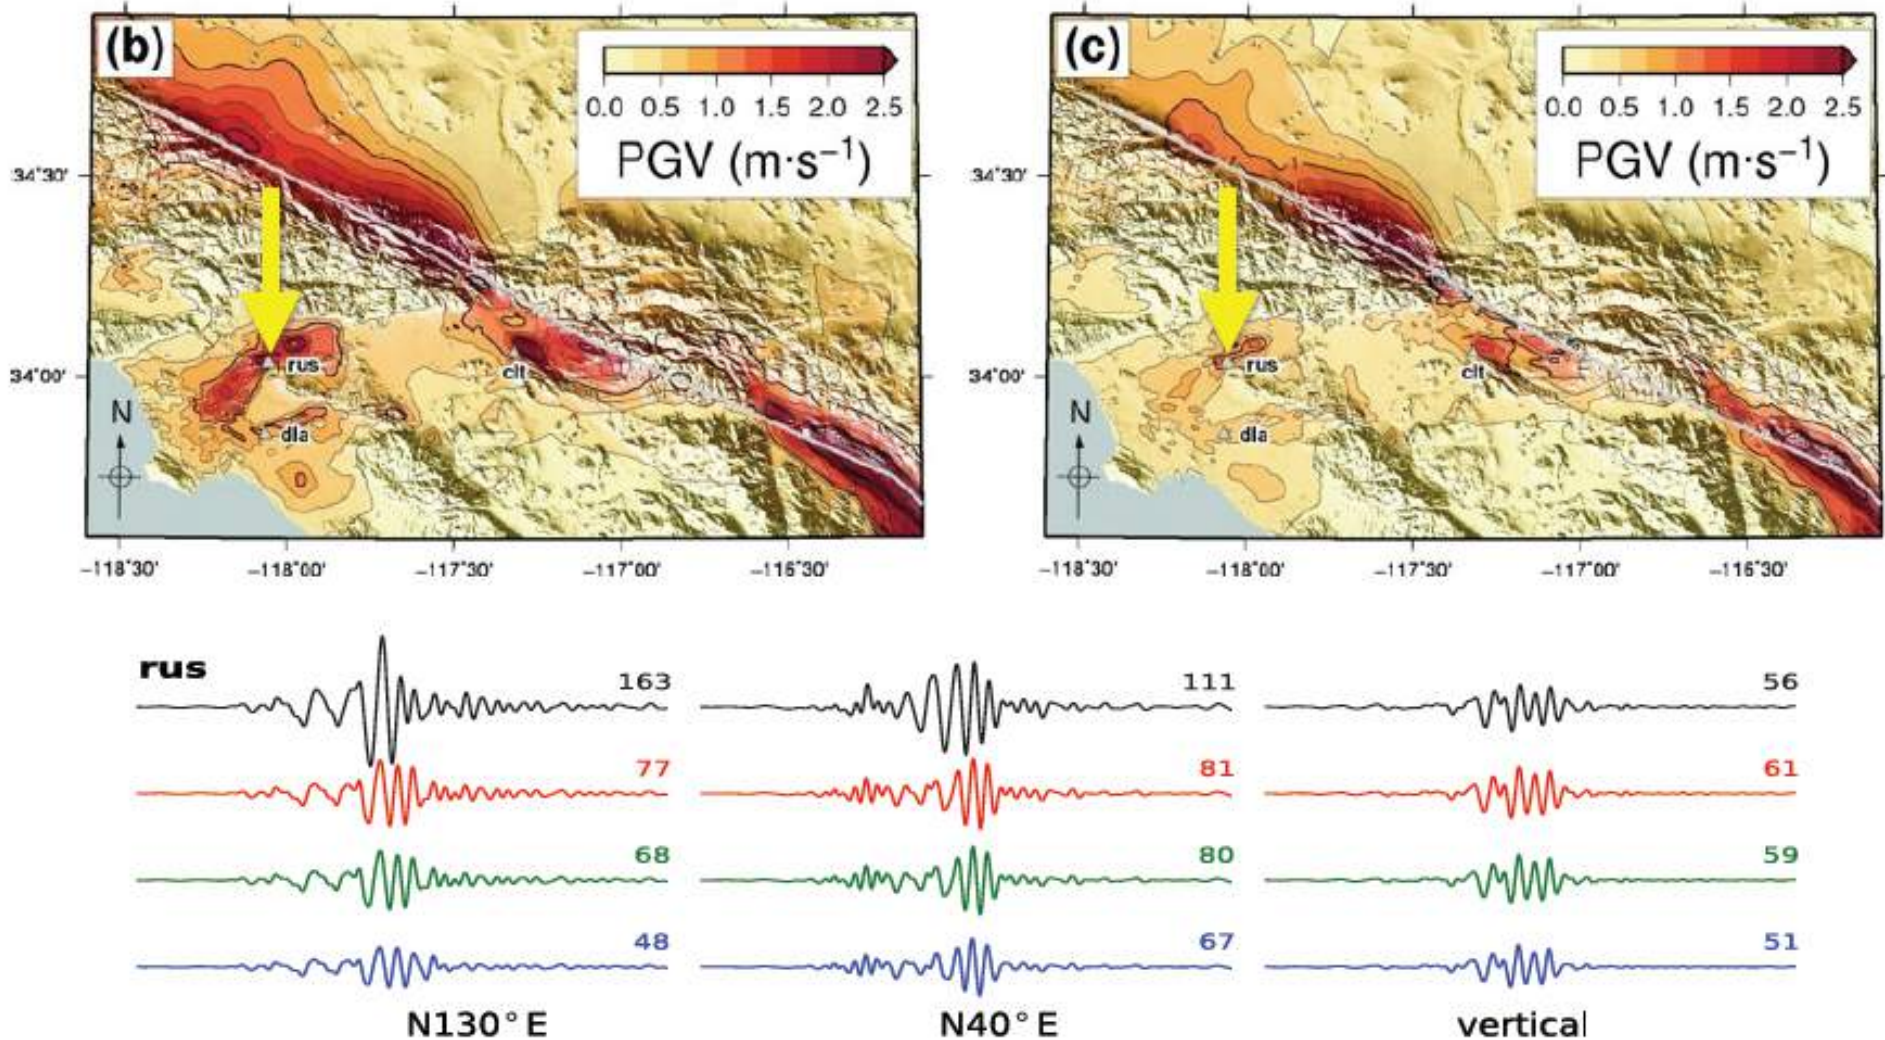 (b)
0.0 0.5 1.0 1.5 2.0 2.5
PGV (m·s⁻¹)
34°30'
34°00'
rus
clt
dla
N
-118°30' -118°00' -117°30' -117°00' -116°30'
(c)
0.0 0.5 1.0 1.5 2.0 2.5
PGV (m·s⁻¹)
34°30'
34°00'
rus
clt
dla
N
-118°30' -118°00' -117°30' -117°00' -116°30'
rus
163 111 56
77 81 61
68 80 59
48 67 51
N130°E N40°E vertical